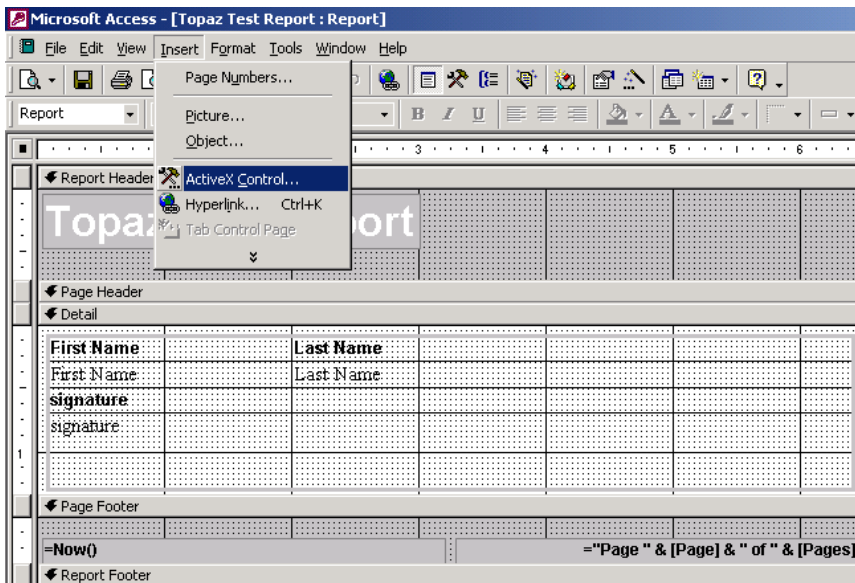 Microsoft Access - [Topaz Test Report : Report]
File Edit View Insert Format Tools Window Help
Page Numbers...
Report
B I U
Picture...
Object...
3 4 5 6
Report Header
ActiveX Control...
Hyperlink... Ctrl+K
Topaz ort
Tab Control Page
Page Header
Detail
First Name Last Name
First Name Last Name
signature
signature
1
Page Footer
=Now() ="Page " & [Page] & " of " & [Pages]
Report Footer